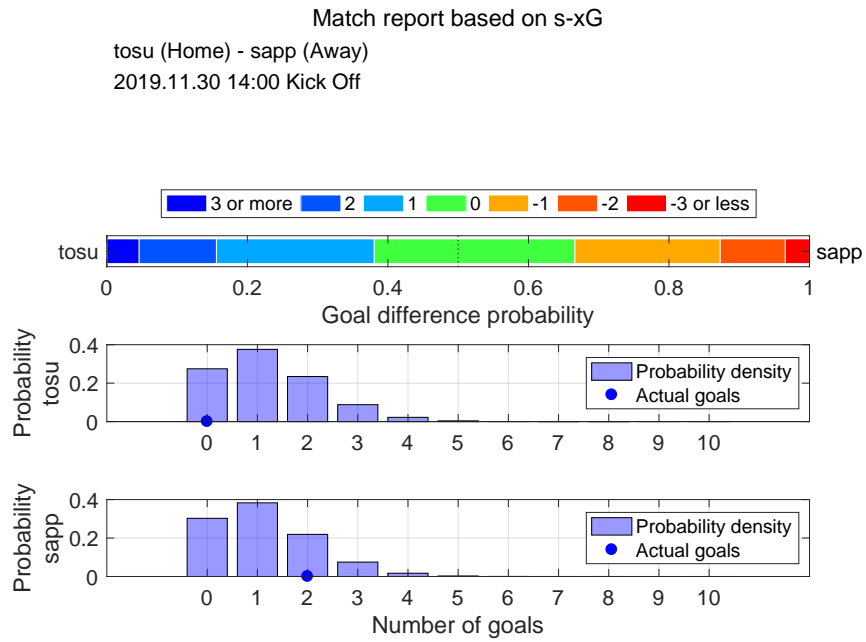 Match report based on s-xG
tosu (Home) - sapp (Away)
2019.11.30 14:00 Kick Off
3 or more 2 1 0 -1 -2 -3 or less
tosu sapp
0 0.2 0.4 0.6 0.8 1
Goal difference probability
Probability
tosu
0.4
0.2
0
Probability density
Actual goals
0 1 2 3 4 5 6 7 8 9 10
Probability
sapp
0.4
0.2
0
Probability density
Actual goals
0 1 2 3 4 5 6 7 8 9 10
Number of goals